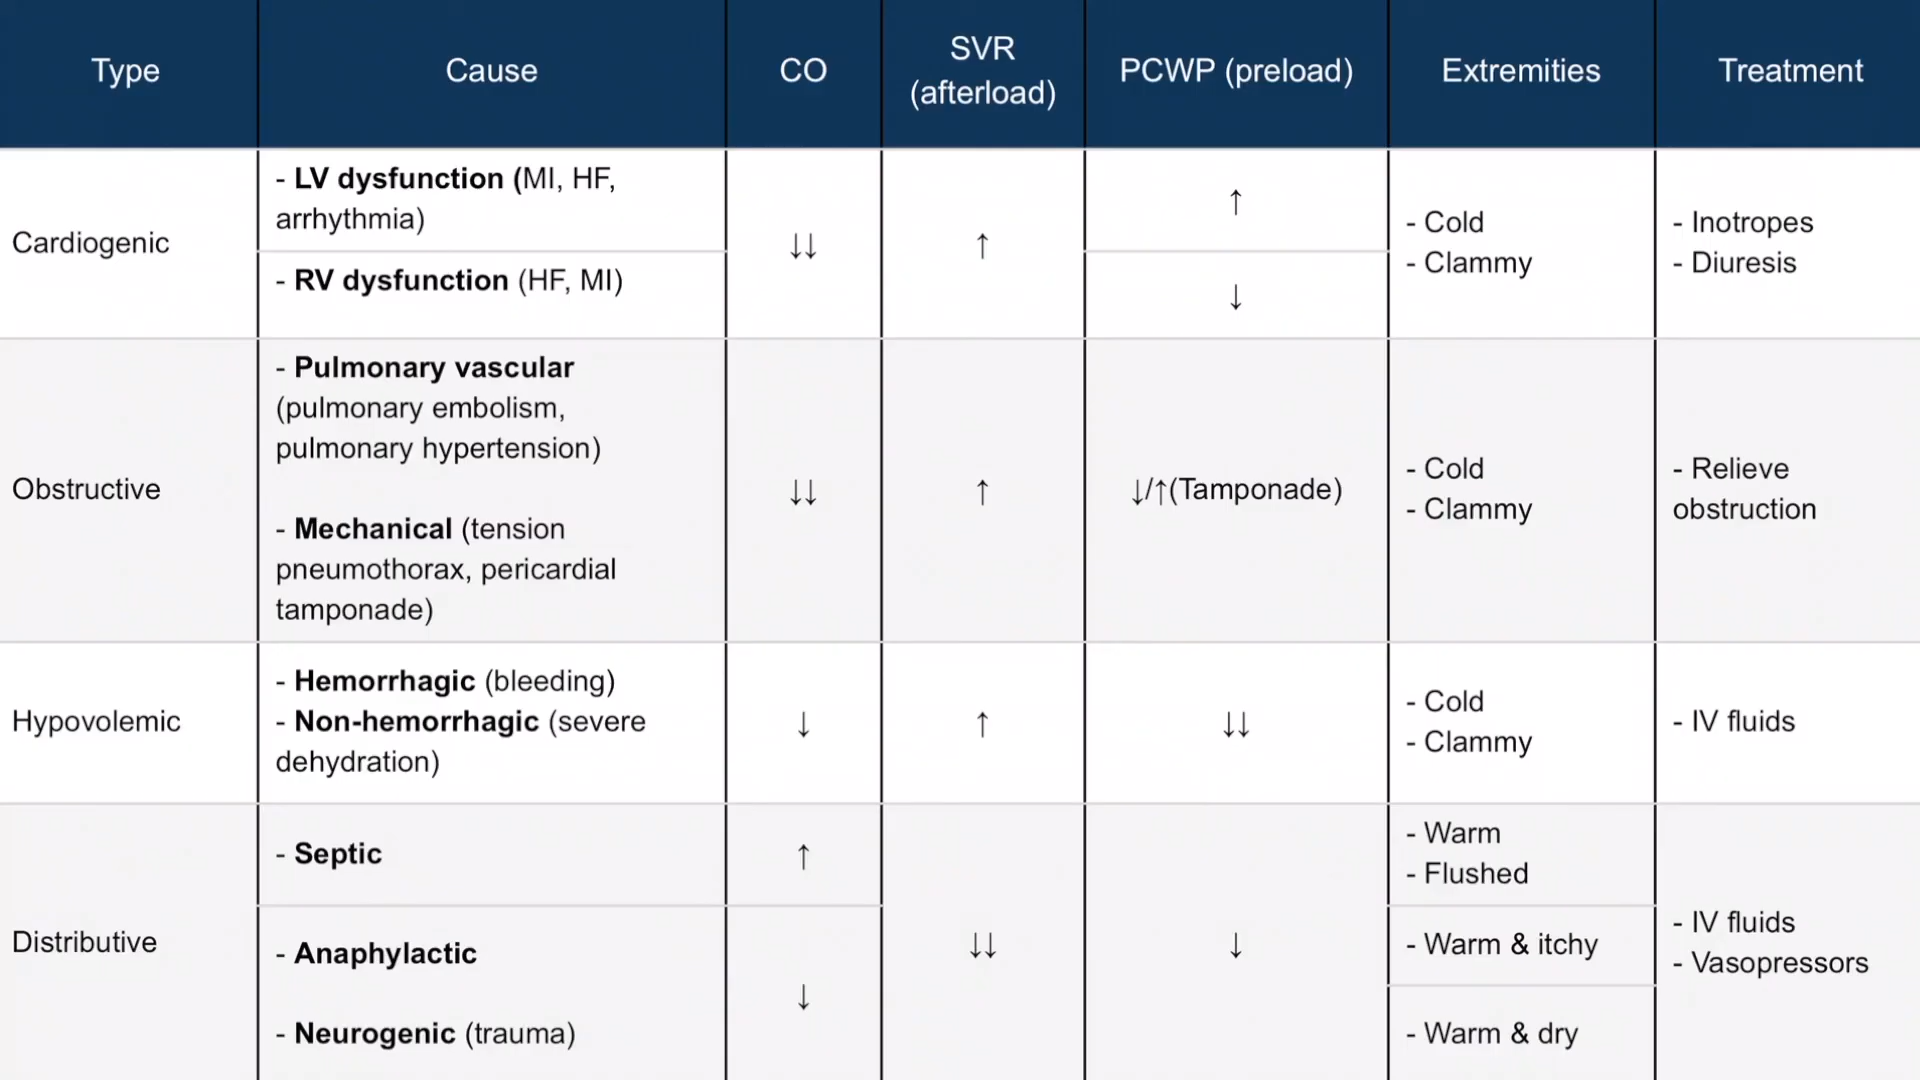 Type
Cause
CO
SVR
(afterload)
PCWP (preload)
Extremities
Treatment
Cardiogenic
- LV dysfunction (MI, HF,
arrhythmia)
- RV dysfunction (HF, MI)
↓↓
↑
↑
↓
- Cold
- Clammy
- Inotropes
- Diuresis
Obstructive
- Pulmonary vascular
(pulmonary embolism,
pulmonary hypertension)
- Mechanical (tension
pneumothorax, pericardial
tamponade)
↓↓
↑
↓/↑(Tamponade)
- Cold
- Clammy
- Relieve
obstruction
Hypovolemic
- Hemorrhagic (bleeding)
- Non-hemorrhagic (severe
dehydration)
↓
↑
↓↓
- Cold
- Clammy
- IV fluids
Distributive
- Septic
↑
- Anaphylactic
- Neurogenic (trauma)
↓
↓↓
↓
- Warm
- Flushed
- Warm & itchy
- Warm & dry
- IV fluids
- Vasopressors